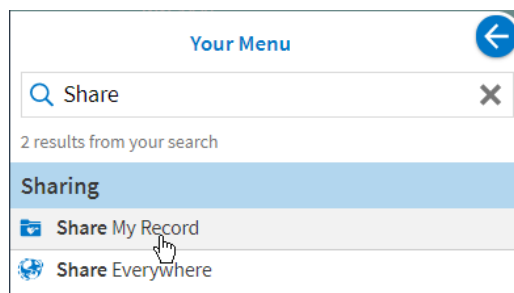 Your Menu
Share
2 results from your search
Sharing
Share My Record
Share Everywhere